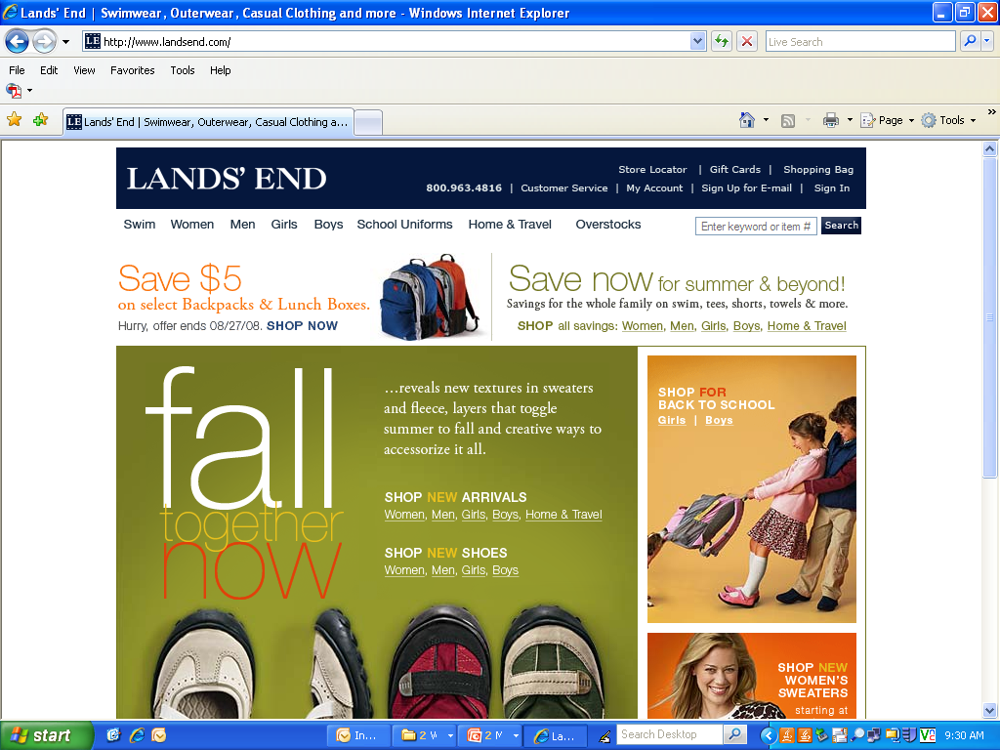 Lands' End | Swimwear, Outerwear, Casual Clothing and more - Windows Internet Explorer
LE http://www.landsend.com/
Live Search
File Edit View Favorites Tools Help
LE Lands' End | Swimwear, Outerwear, Casual Clothing a...
Page Tools »
LANDS' END
Store Locator | Gift Cards | Shopping Bag
800.963.4816 | Customer Service | My Account | Sign Up for E-mail | Sign In
Swim Women Men Girls Boys School Uniforms Home & Travel Overstocks
Enter keyword or item # Search
Save $5
on select Backpacks & Lunch Boxes.
Hurry, offer ends 08/27/08. SHOP NOW
Save now for summer & beyond!
Savings for the whole family on swim, tees, shorts, towels & more.
SHOP all savings: Women, Men, Girls, Boys, Home & Travel
fall
together
now
...reveals new textures in sweaters
and fleece, layers that toggle
summer to fall and creative ways to
accessorize it all.
SHOP NEW ARRIVALS
Women, Men, Girls, Boys, Home & Travel
SHOP NEW SHOES
Women, Men, Girls, Boys
SHOP FOR
BACK TO SCHOOL
Girls | Boys
SHOP NEW
WOMEN'S
SWEATERS
starting at
start
In...
2 M...
La...
Search Desktop
9:30 AM